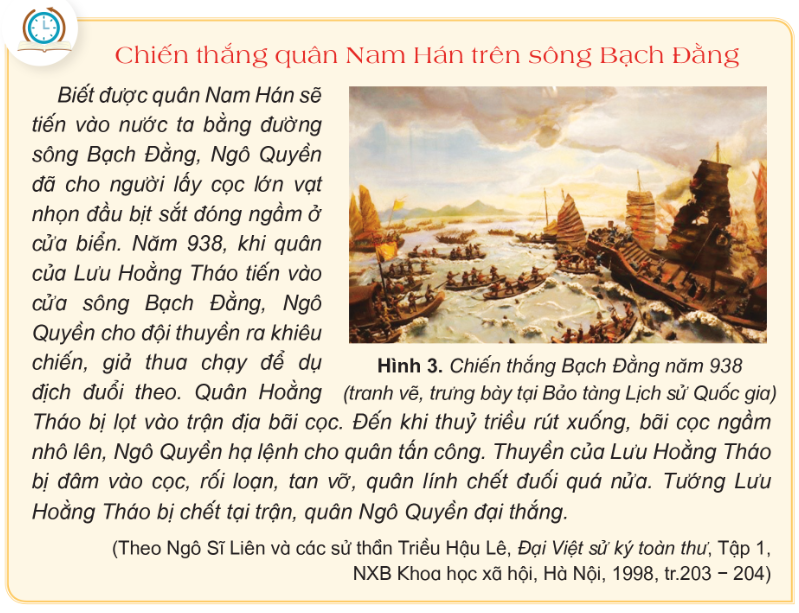 Chiến thắng quân Nam Hán trên sông Bạch Đằng
Biết được quân Nam Hán sẽ
tiến vào nước ta bằng đường
sông Bạch Đằng, Ngô Quyền
đã cho người lấy cọc lớn vạt
nhọn đầu bịt sắt đóng ngầm ở
cửa biển. Năm 938, khi quân
của Lưu Hoằng Tháo tiến vào
cửa sông Bạch Đằng, Ngô
Quyền cho đội thuyền ra khiêu
chiến, giả thua chạy để dụ
địch đuổi theo. Quân Hoằng
Tháo bị lọt vào trận địa bãi cọc. Đến khi thuỷ triều rút xuống, bãi cọc ngầm
nhô lên, Ngô Quyền hạ lệnh cho quân tấn công. Thuyền của Lưu Hoằng Tháo
bị đâm vào cọc, rối loạn, tan vỡ, quân lính chết đuối quá nửa. Tướng Lưu
Hoằng Tháo bị chết tại trận, quân Ngô Quyền đại thắng.
Hình 3. Chiến thắng Bạch Đằng năm 938
(tranh vẽ, trưng bày tại Bảo tàng Lịch sử Quốc gia)
(Theo Ngô Sĩ Liên và các sử thần Triều Hậu Lê, Đại Việt sử ký toàn thư, Tập 1,
NXB Khoa học xã hội, Hà Nội, 1998, tr.203 – 204)